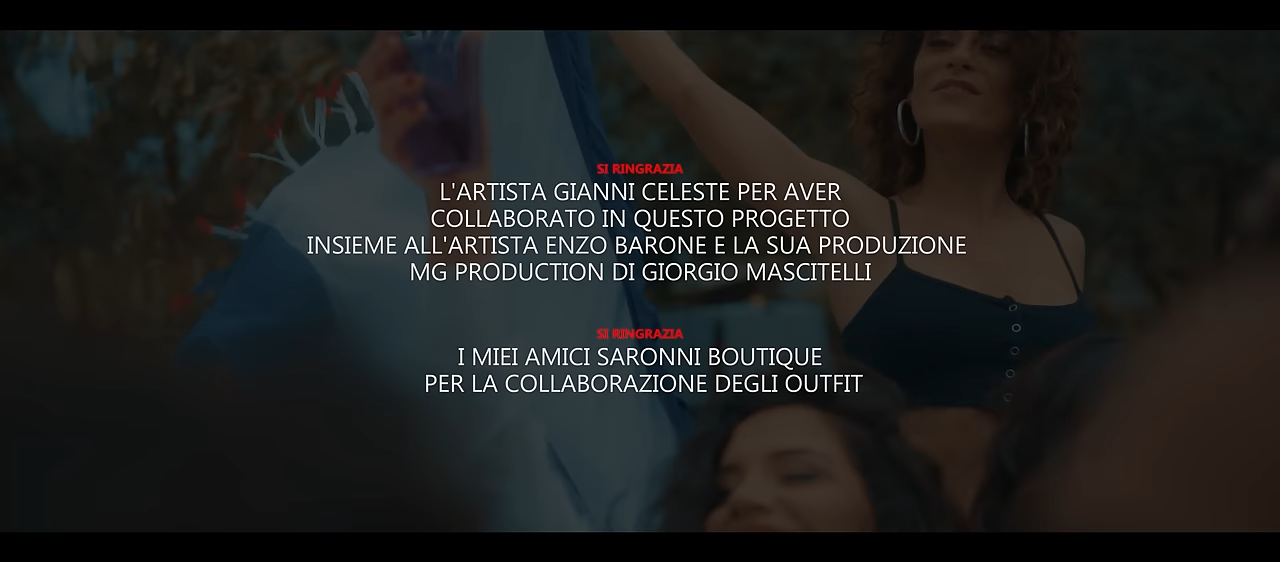 SI RINGRAZIA
L'ARTISTA GIANNI CELESTE PER AVER
COLLABORATO IN QUESTO PROGETTO
INSIEME ALL'ARTISTA ENZO BARONE E LA SUA PRODUZIONE
MG PRODUCTION DI GIORGIO MASCITELLI
SI RINGRAZIA
I MIEI AMICI SARONNI BOUTIQUE
PER LA COLLABORAZIONE DEGLI OUTFIT